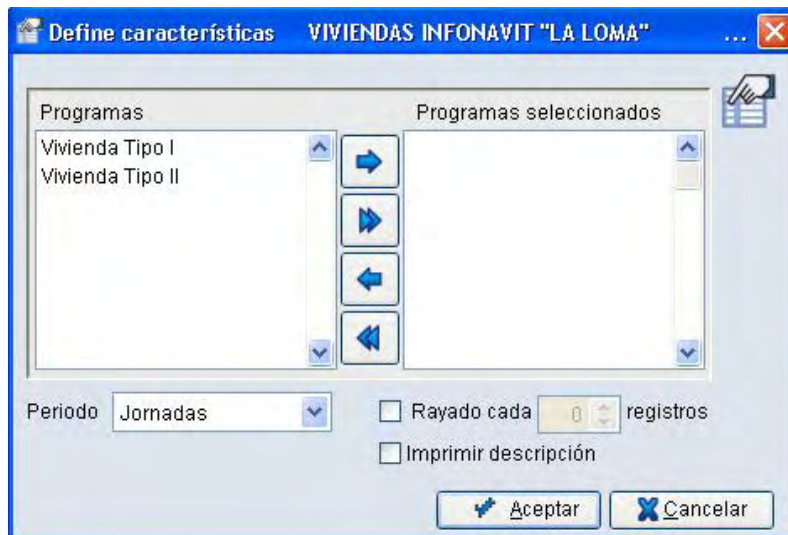 Define características VIVIENDAS INFONAVIT "LA LOMA" ...
Programas
Programas seleccionados
Vivienda Tipo I
Vivienda Tipo II
Periodo Jornadas
Rayado cada 0 registros
Imprimir descripción
Aceptar Cancelar